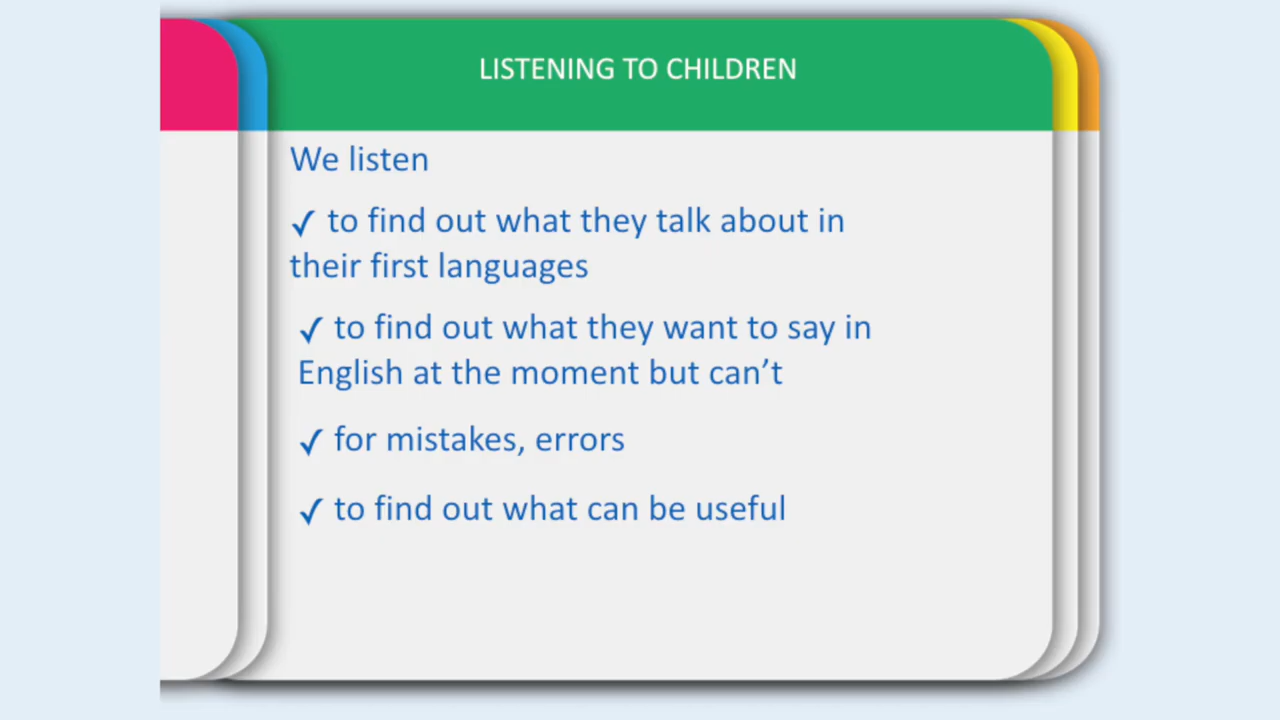 LISTENING TO CHILDREN
We listen
✓ to find out what they talk about in
their first languages
✓ to find out what they want to say in
English at the moment but can’t
✓ for mistakes, errors
✓ to find out what can be useful